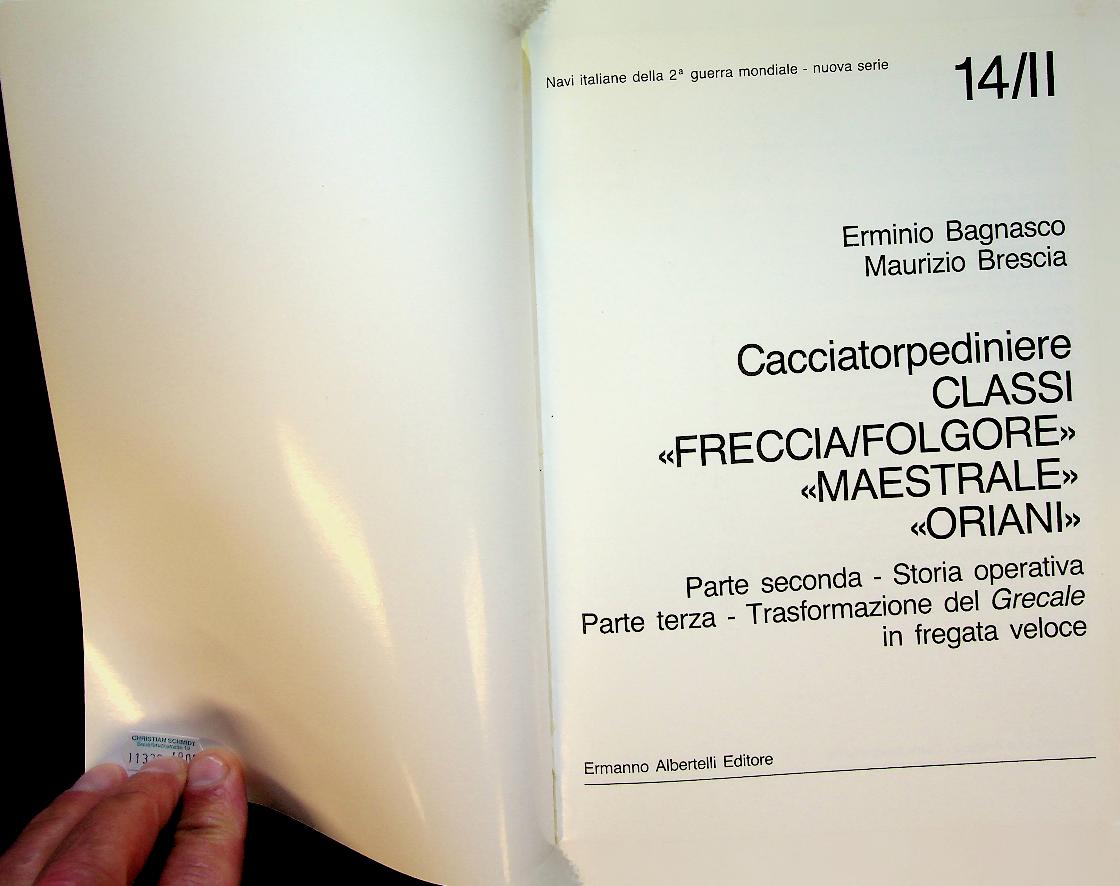 CHRISTIAN SCHMIDT
Navi italiane della 2ª guerra mondiale - nuova serie
14/II
Erminio Bagnasco
Maurizio Brescia
Cacciatorpediniere
CLASSI
«FRECCIA/FOLGORE»
«MAESTRALE»
«ORIANI»
Parte seconda - Storia operativa
Parte terza - Trasformazione del Grecale
in fregata veloce
Ermanno Albertelli Editore